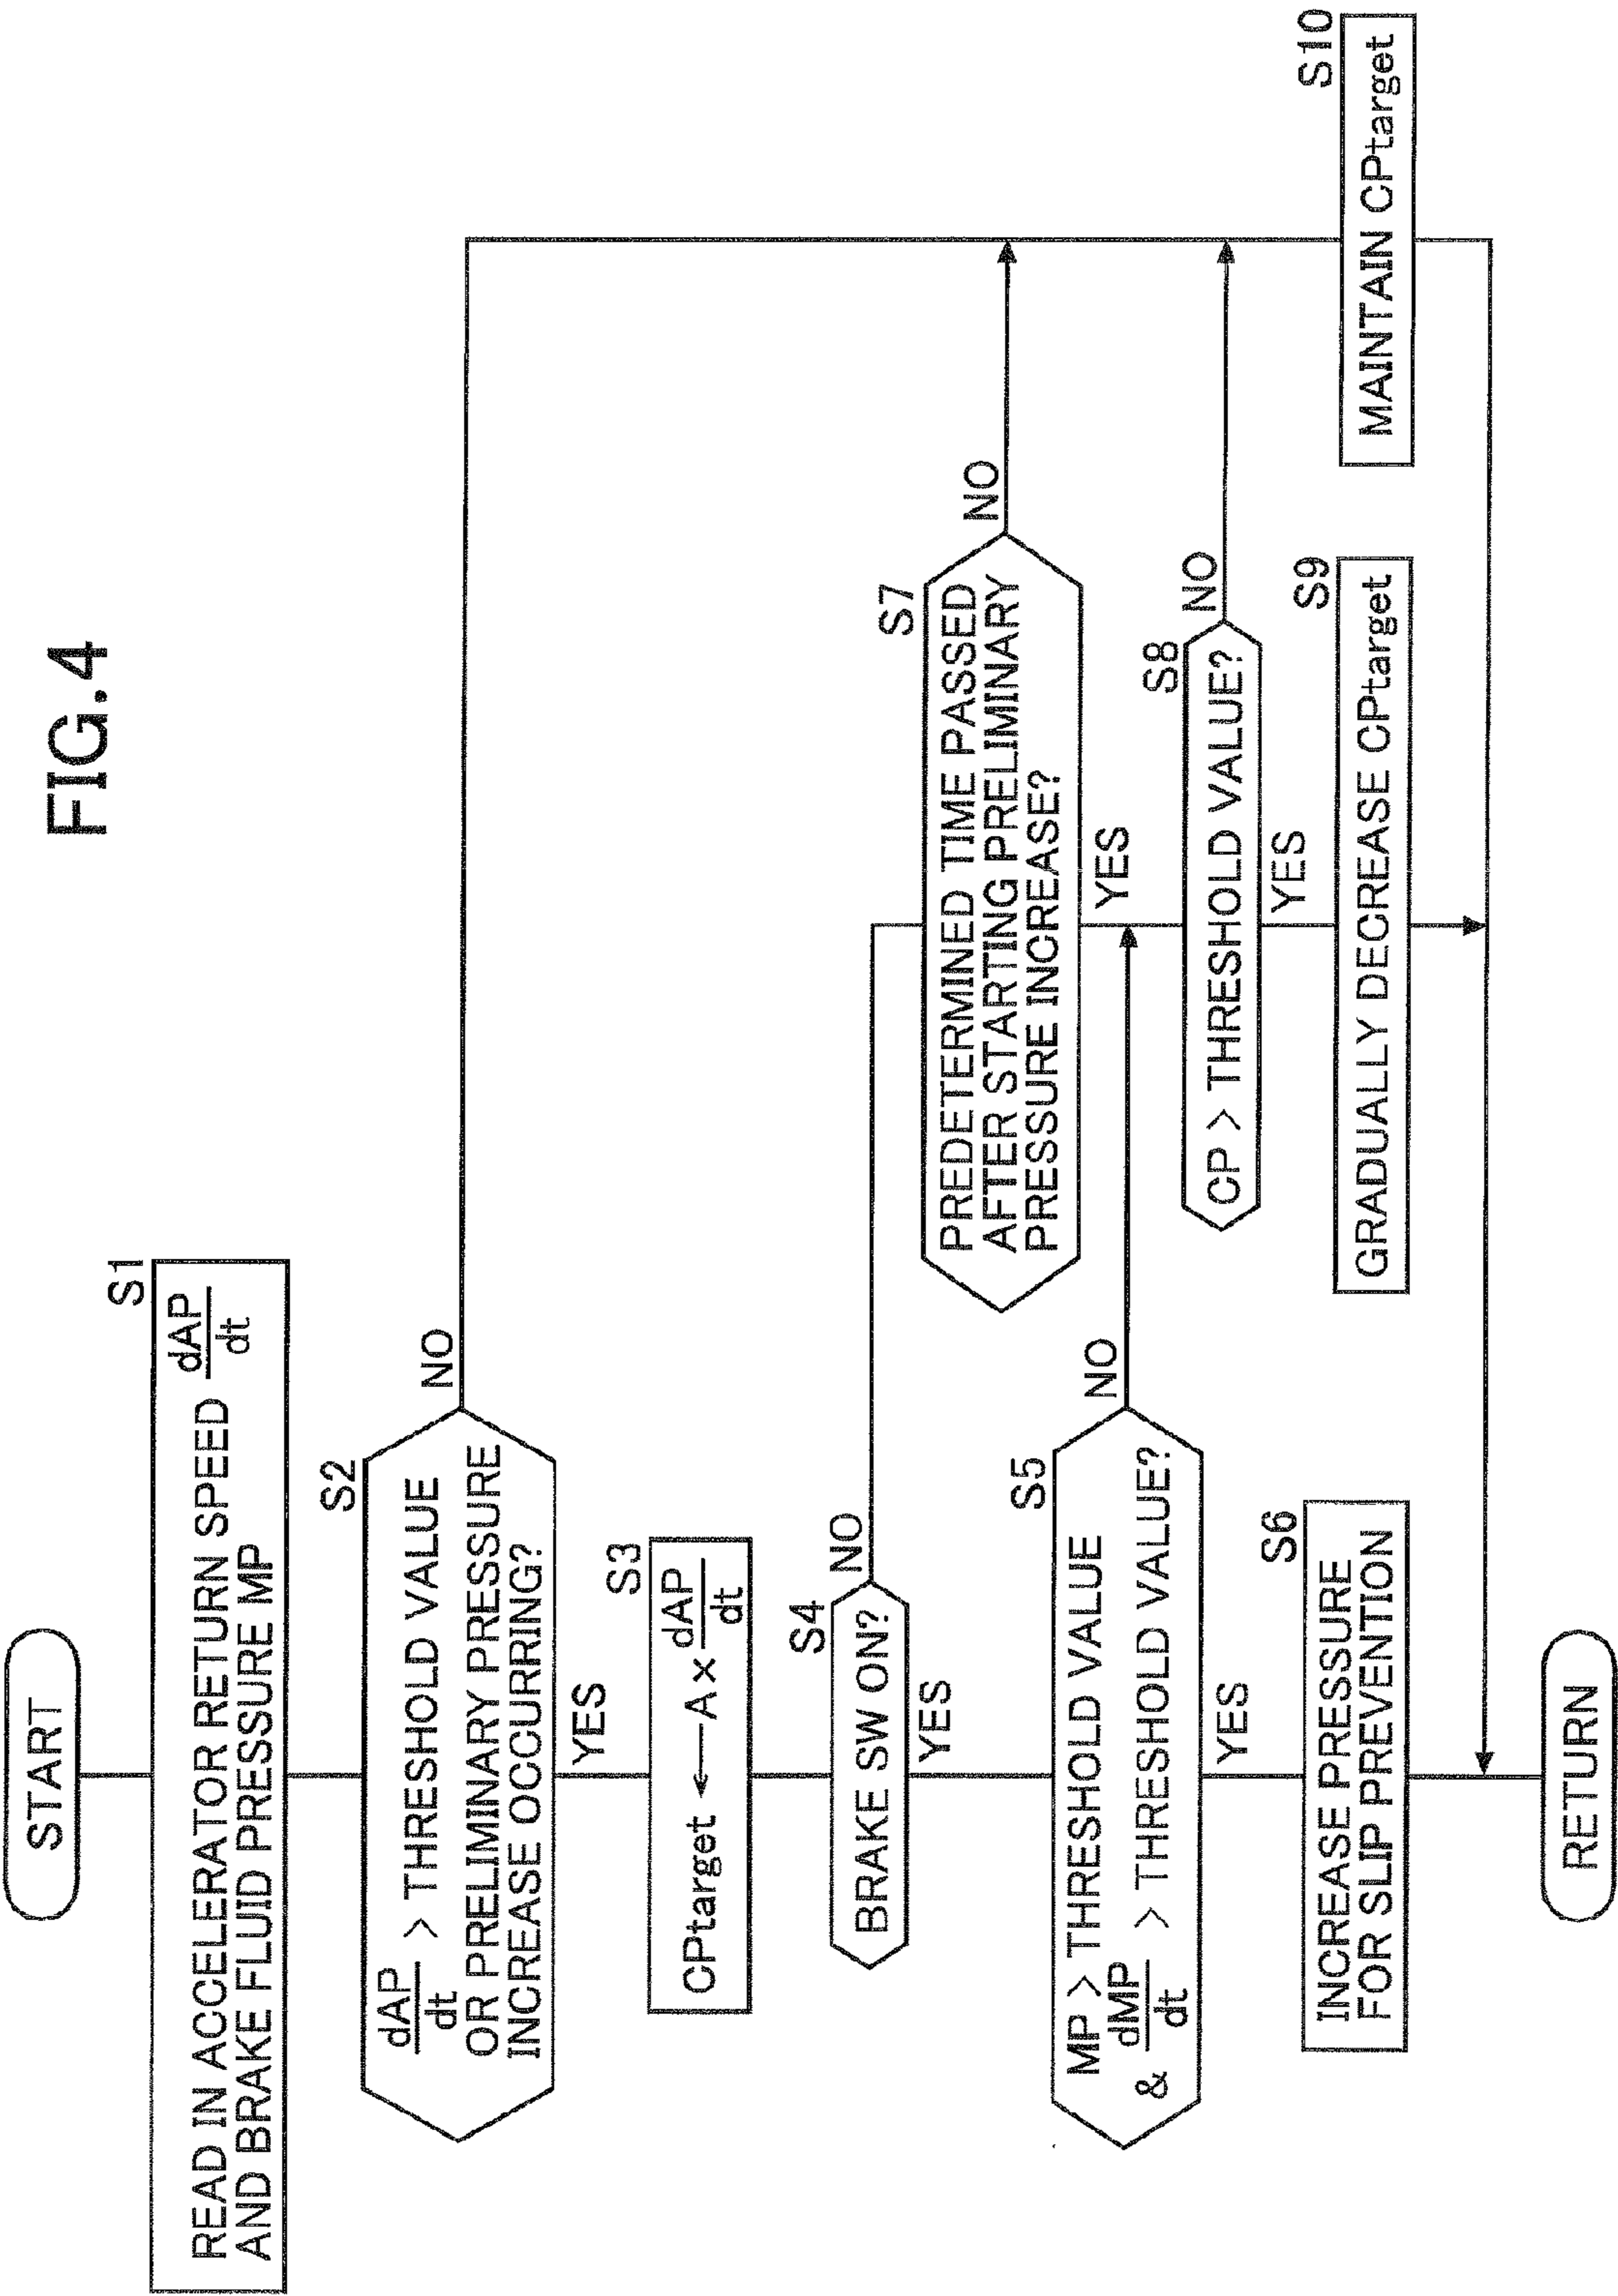 FIG.4
START
S1
READ IN ACCELERATOR RETURN SPEED dAP/dt
AND BRAKE FLUID PRESSURE MP
S2
dAP/dt > THRESHOLD VALUE
OR PRELIMINARY PRESSURE
INCREASE OCCURRING?
NO
YES
S3
CPtarget ← A × dAP/dt
S4
BRAKE SW ON?
NO
YES
S5
MP > THRESHOLD VALUE
& dMP/dt > THRESHOLD VALUE?
NO
YES
S6
INCREASE PRESSURE
FOR SLIP PREVENTION
S7
PREDETERMINED TIME PASSED
AFTER STARTING PRELIMINARY
PRESSURE INCREASE?
NO
YES
S8
CP > THRESHOLD VALUE?
NO
YES
S9
GRADUALLY DECREASE CPtarget
S10
MAINTAIN CPtarget
RETURN